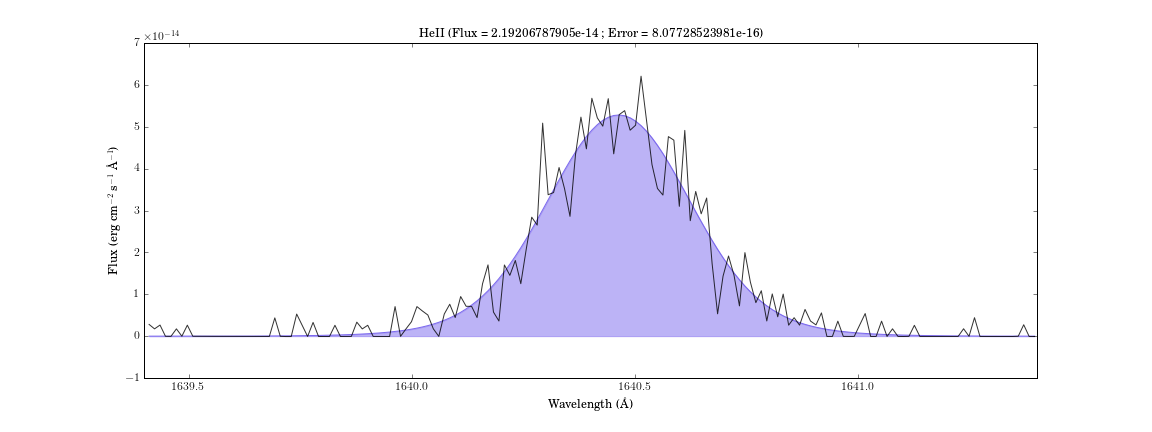 HeII (Flux = 2.19206787905e-14 ; Error = 8.07728523981e-16)
×10⁻¹⁴
7
6
5
4
3
2
1
0
−1
Flux (erg cm⁻² s⁻¹ Å⁻¹)
1639.5 1640.0 1640.5 1641.0
Wavelength (Å)